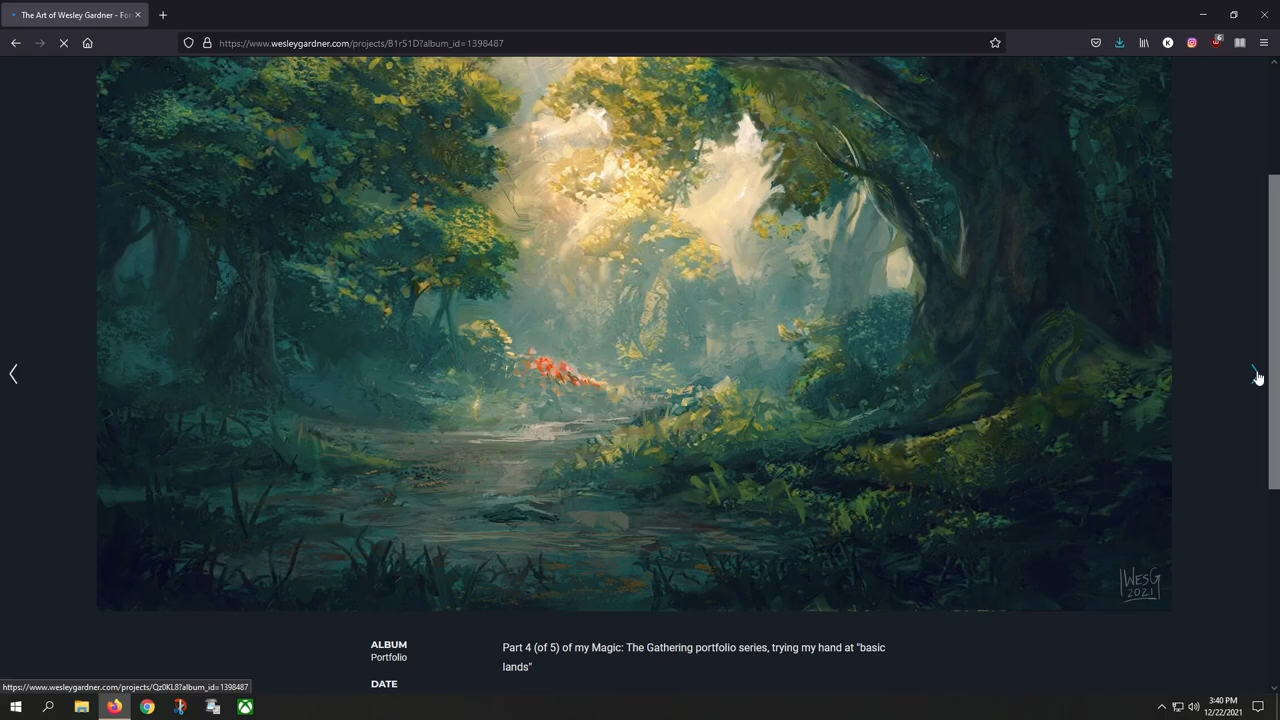 The Art of Wesley Gardner - For
https://www.wesleygardner.com/projects/B1r51D?album_id=1398487
6
WESG
2021
ALBUM
Portfolio
Part 4 (of 5) of my Magic: The Gathering portfolio series, trying my hand at "basic
lands"
DATE
https://www.wesleygardner.com/projects/Qz0KL8?album_id=1398487
3:40 PM
12/22/2021